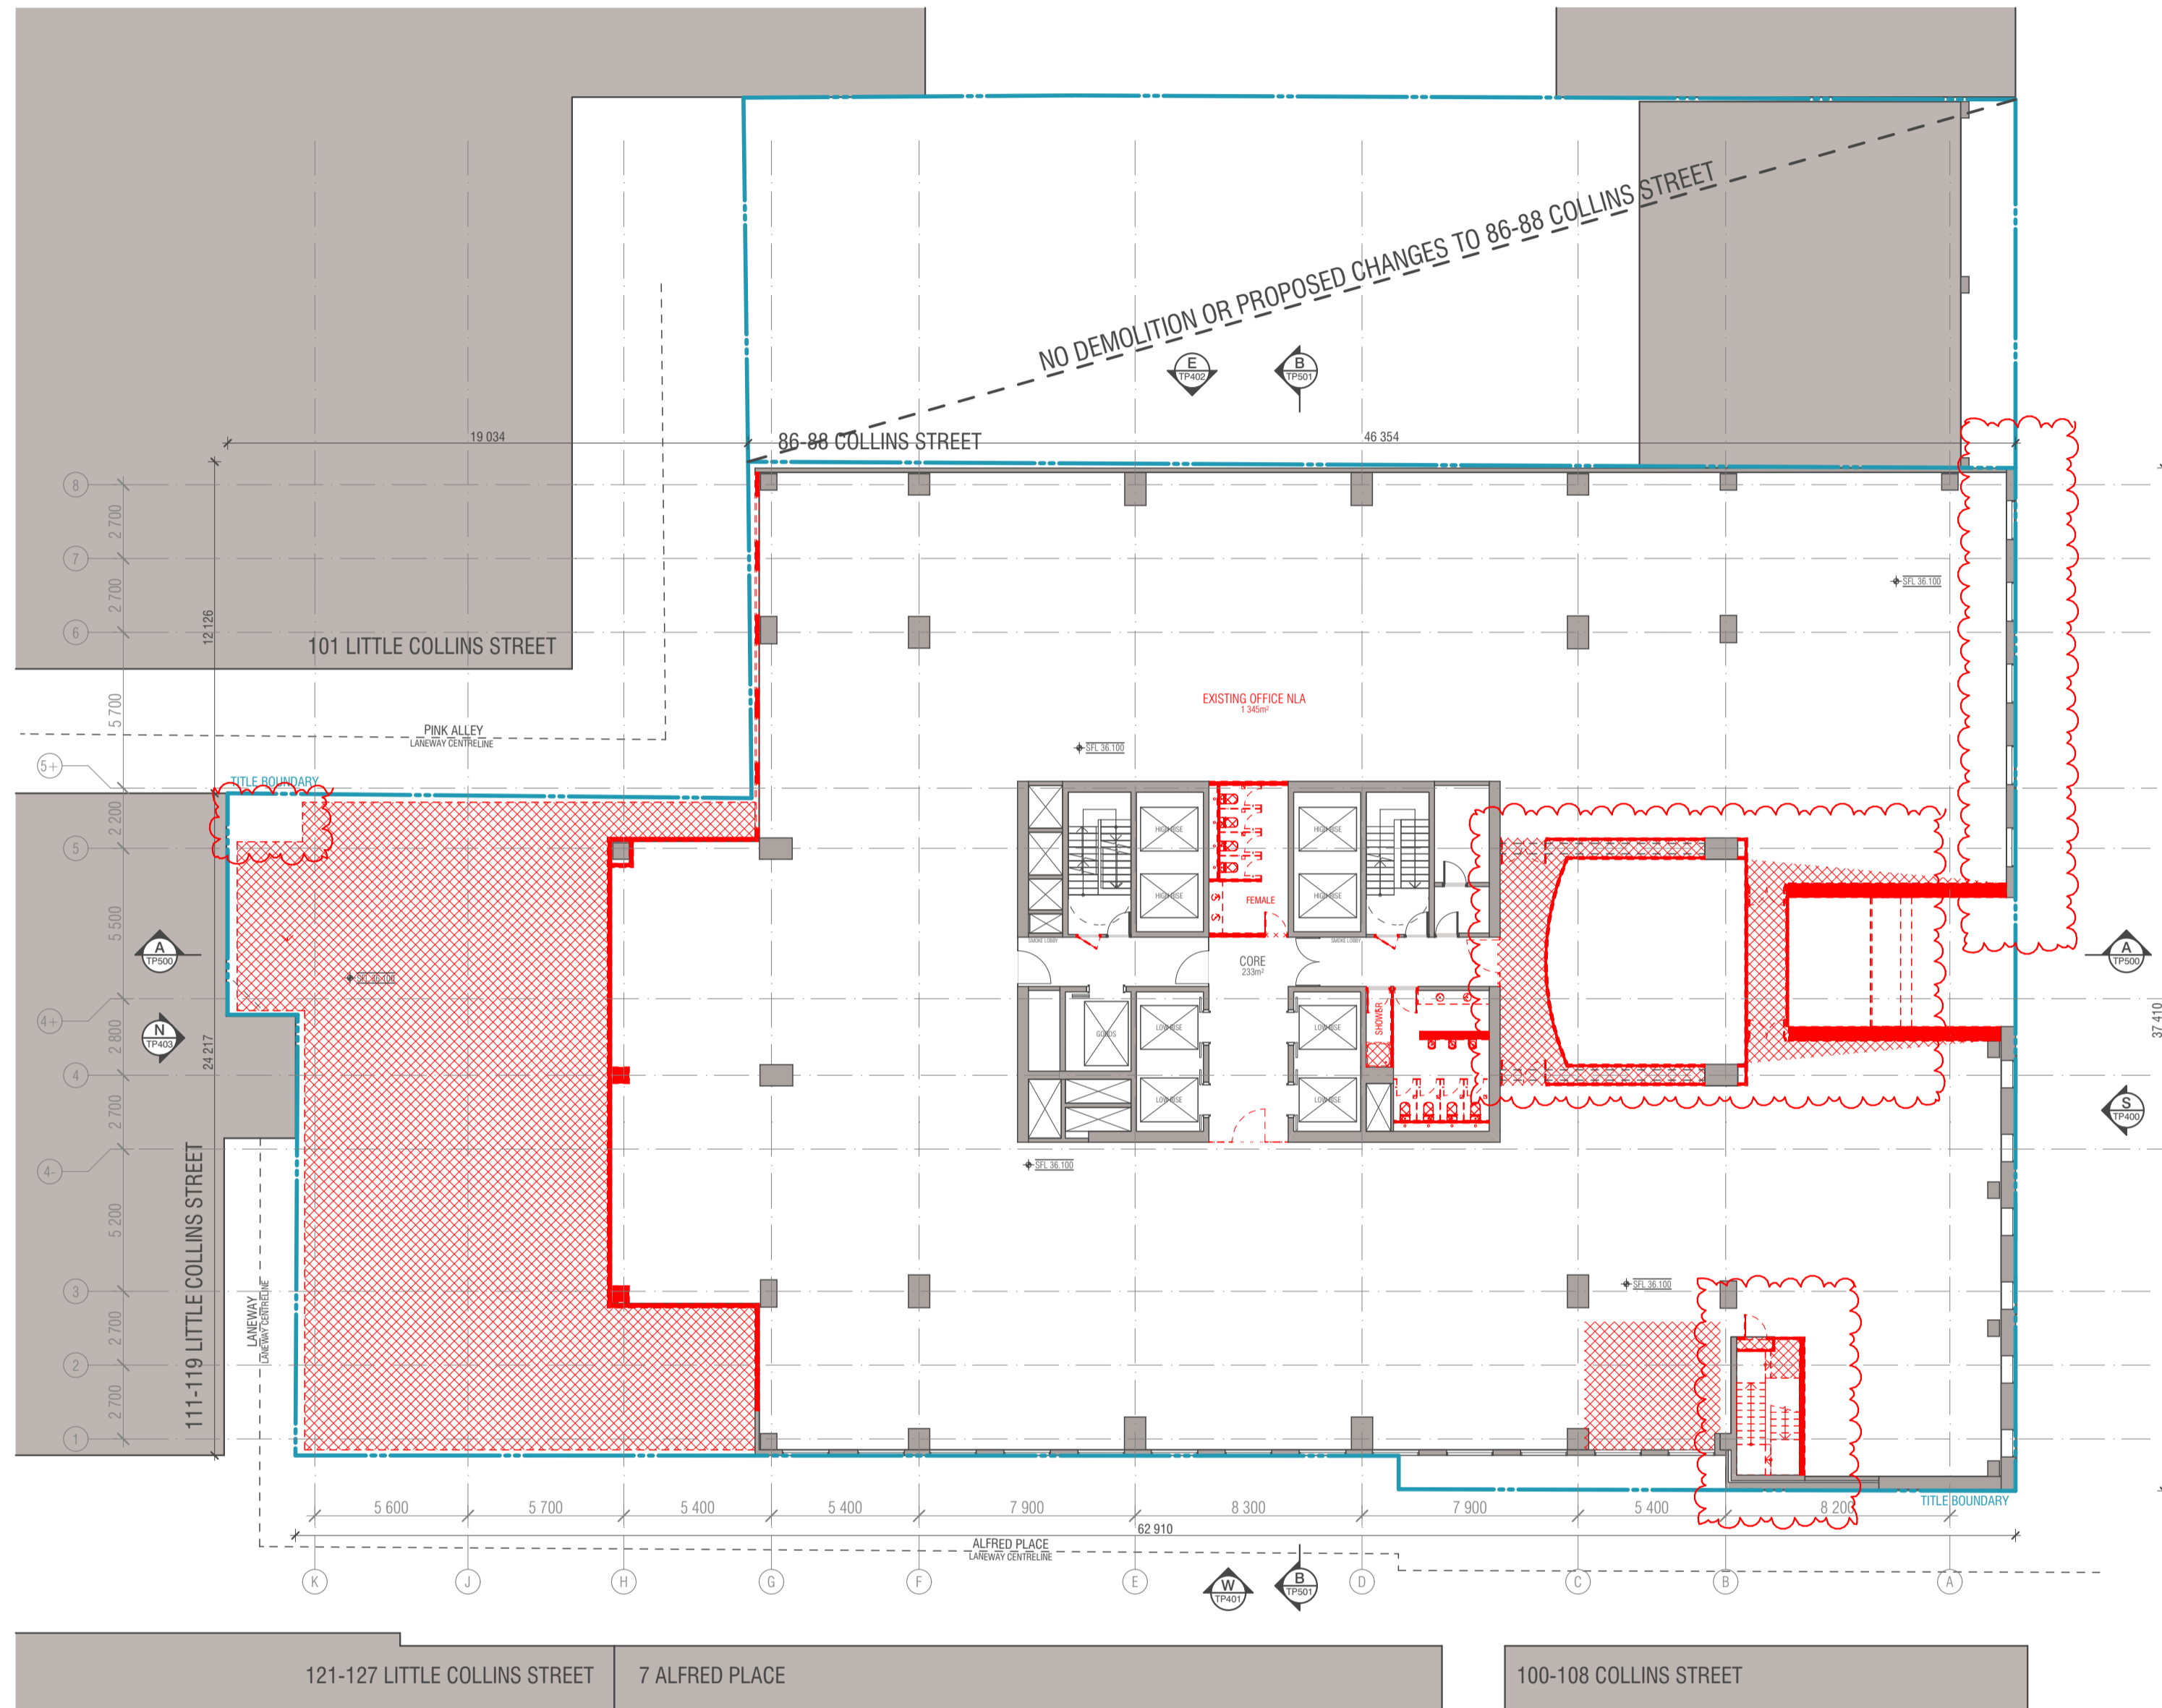 NO DEMOLITION OR PROPOSED CHANGES TO 86-88 COLLINS STREET
E
TP402
B
TP501
19 034
86-88 COLLINS STREET
46 354
8
2 700
7
2 700
6
12 126
SFL 36.100
101 LITTLE COLLINS STREET
5 700
EXISTING OFFICE NLA
1 345m²
PINK ALLEY
LANEWAY CENTRELINE
SFL 36.100
5+
TITLE BOUNDARY
2 200
5
HIGH RISE
HIGH RISE
HIGH RISE
HIGH RISE
FEMALE
5 500
SMOKE LOBBY
SMOKE LOBBY
A
TP500
CORE
233m²
A
TP500
SFL 36.100
4+
N
TP403
2 800
24 217
GOODS
LOW RISE
LOW RISE
SHOWER
37 410
4
LOW RISE
LOW RISE
S
TP400
2 700
4-
SFL 36.100
111-119 LITTLE COLLINS STREET
5 200
3
SFL 36.100
LANEWAY
LANEWAY CENTRELINE
2 700
2
2 700
1
5 600
5 700
5 400
5 400
7 900
8 300
7 900
5 400
8 200
TITLE BOUNDARY
62 910
ALFRED PLACE
LANEWAY CENTRELINE
K
J
H
G
F
E
W
TP401
B
TP501
D
C
B
A
121-127 LITTLE COLLINS STREET
7 ALFRED PLACE
100-108 COLLINS STREET